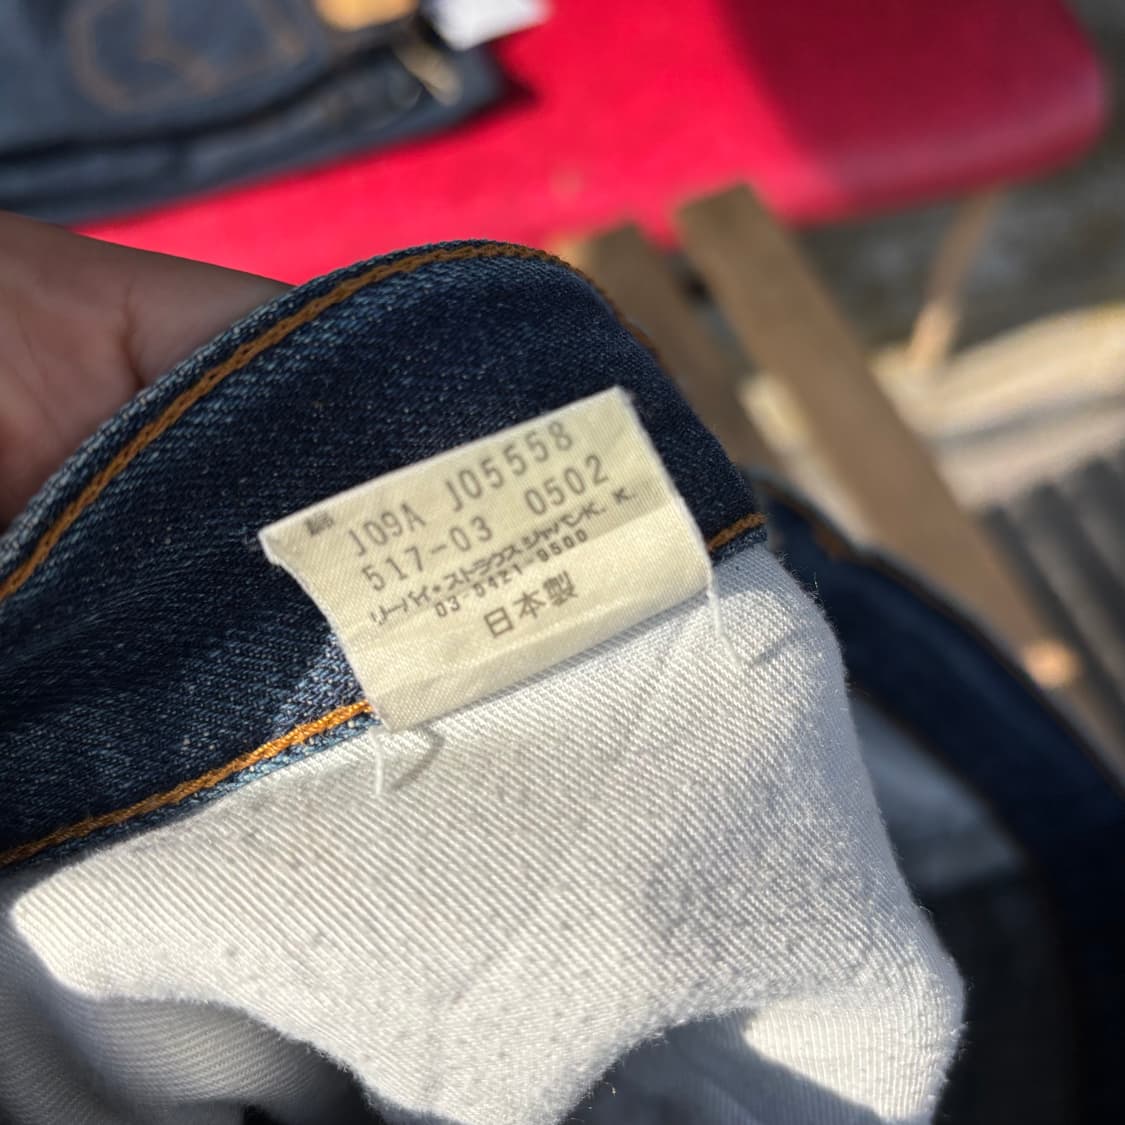 J09A J05558
517-03 0502
リーバイ・ストラウス ジャパンK. K.
03-5421-9500
日本製